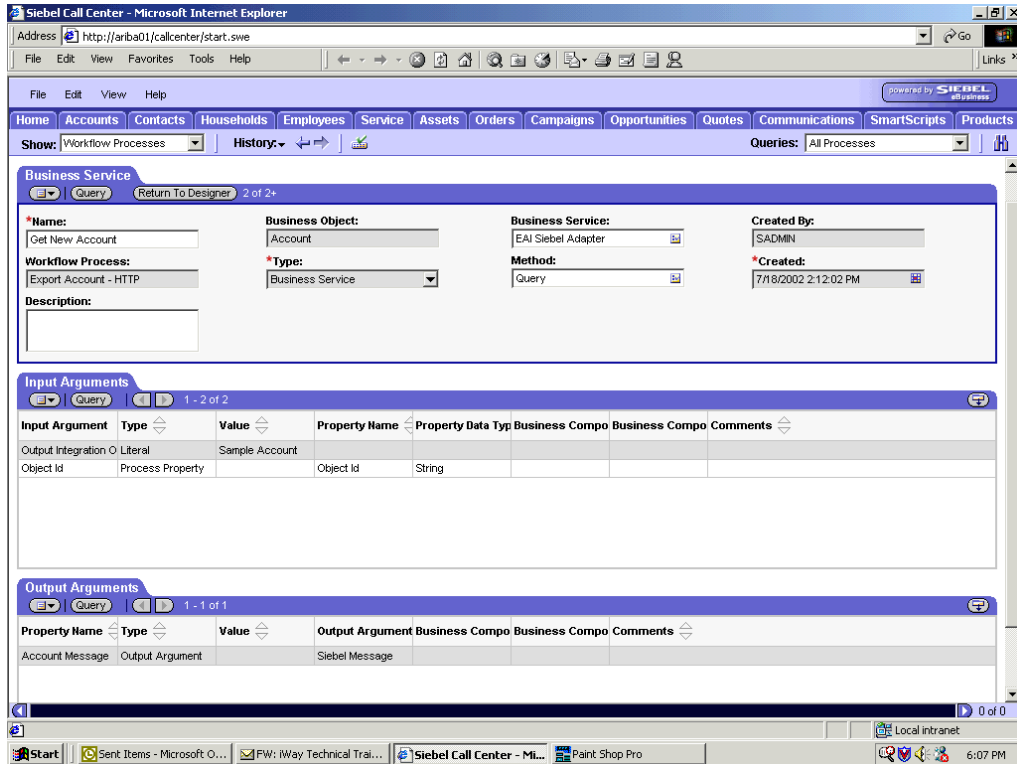 Siebel Call Center - Microsoft Internet Explorer
Address http://ariba01/callcenter/start.swe Go
File Edit View Favorites Tools Help Links
File Edit View Help powered by SIEBEL eBusiness
Home Accounts Contacts Households Employees Service Assets Orders Campaigns Opportunities Quotes Communications SmartScripts Products
Show: Workflow Processes History: Queries: All Processes
Business Service
Query Return To Designer 2 of 2+
*Name: Business Object: Business Service: Created By:
Get New Account Account EAI Siebel Adapter SADMIN
Workflow Process: *Type: Method: *Created:
Export Account - HTTP Business Service Query 7/18/2002 2:12:02 PM
Description:
Input Arguments
Query 1 - 2 of 2
Input Argument Type Value Property Name Property Data Typ Business Compo Business Compo Comments
Output Integration O Literal Sample Account
Object Id Process Property Object Id String
Output Arguments
Query 1 - 1 of 1
Property Name Type Value Output Argument Business Compo Business Compo Comments
Account Message Output Argument Siebel Message
0 of 0
Local intranet
Start Sent Items - Microsoft O... FW: iWay Technical Trai... Siebel Call Center - Mi... Paint Shop Pro 6:07 PM